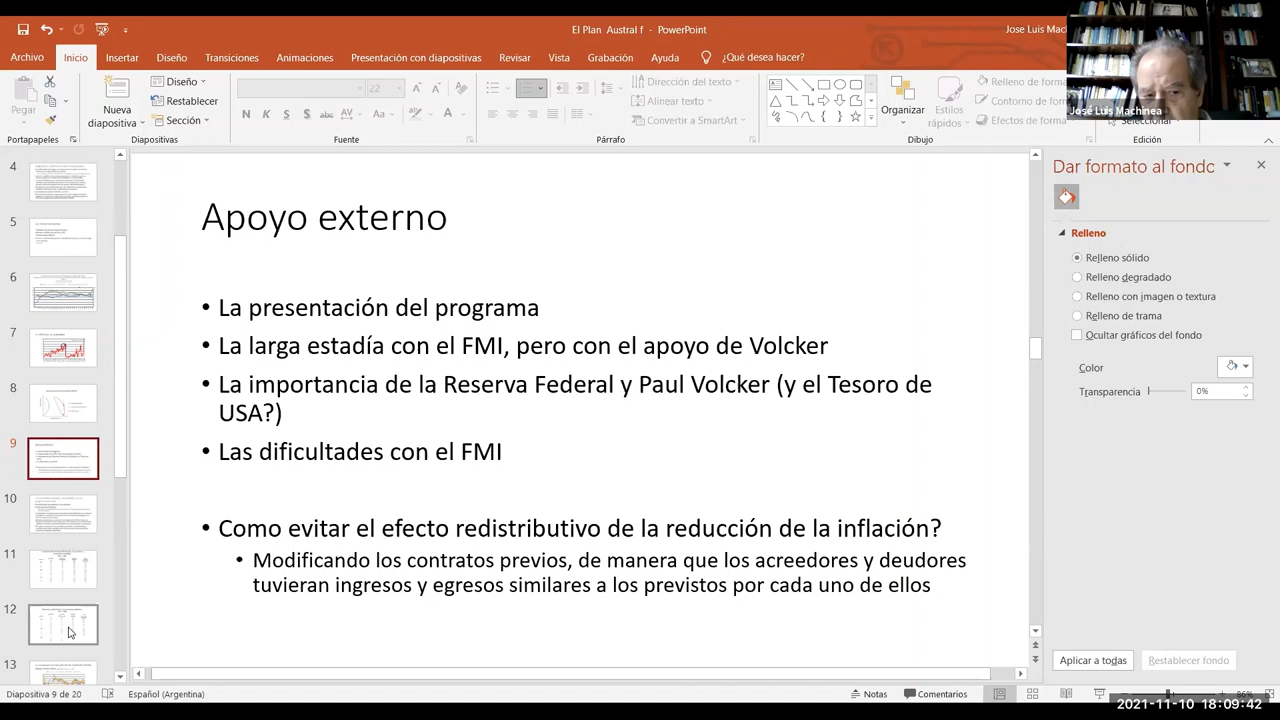 El Plan Austral f - PowerPoint
Jose Luis Mac
Archivo Inicio Insertar Diseño Transiciones Animaciones Presentación con diapositivas Revisar Vista Grabación Ayuda ¿Qué desea hacer?
José Luis Machinea
Pegar
Nueva diapositiva
Diseño
Restablecer
Sección
22
N K S abc AV Aa A
Dirección del texto
Alinear texto
Convertir a SmartArt
Organizar
Estilos rápidos
Relleno de forma
Contorno de forma
Efectos de forma
Seleccionar
Portapapeles Diapositivas Fuente Párrafo Dibujo Edición
4
5
6
7
8
9
10
11
12
13
Apoyo externo
• La presentación del programa
• La larga estadía con el FMI, pero con el apoyo de Volcker
• La importancia de la Reserva Federal y Paul Volcker (y el Tesoro de
USA?)
• Las dificultades con el FMI
• Como evitar el efecto redistributivo de la reducción de la inflación?
• Modificando los contratos previos, de manera que los acreedores y deudores
tuvieran ingresos y egresos similares a los previstos por cada uno de ellos
Dar formato al fondo
Relleno
Relleno sólido
Relleno degradado
Relleno con imagen o textura
Relleno de trama
Ocultar gráficos del fondo
Color
Transparencia 0%
Aplicar a todas Restablecer fondo
Diapositiva 9 de 20 Español (Argentina) Notas Comentarios 86%
2021-11-10 18:09:42